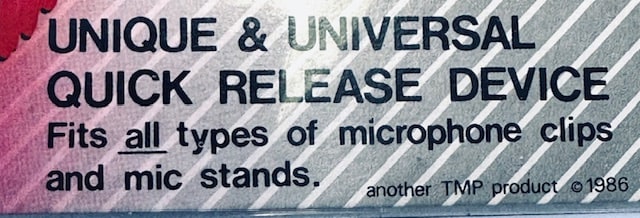 UNIQUE & UNIVERSAL
QUICK RELEASE DEVICE
Fits all types of microphone clips
and mic stands.
another TMP product ©1986